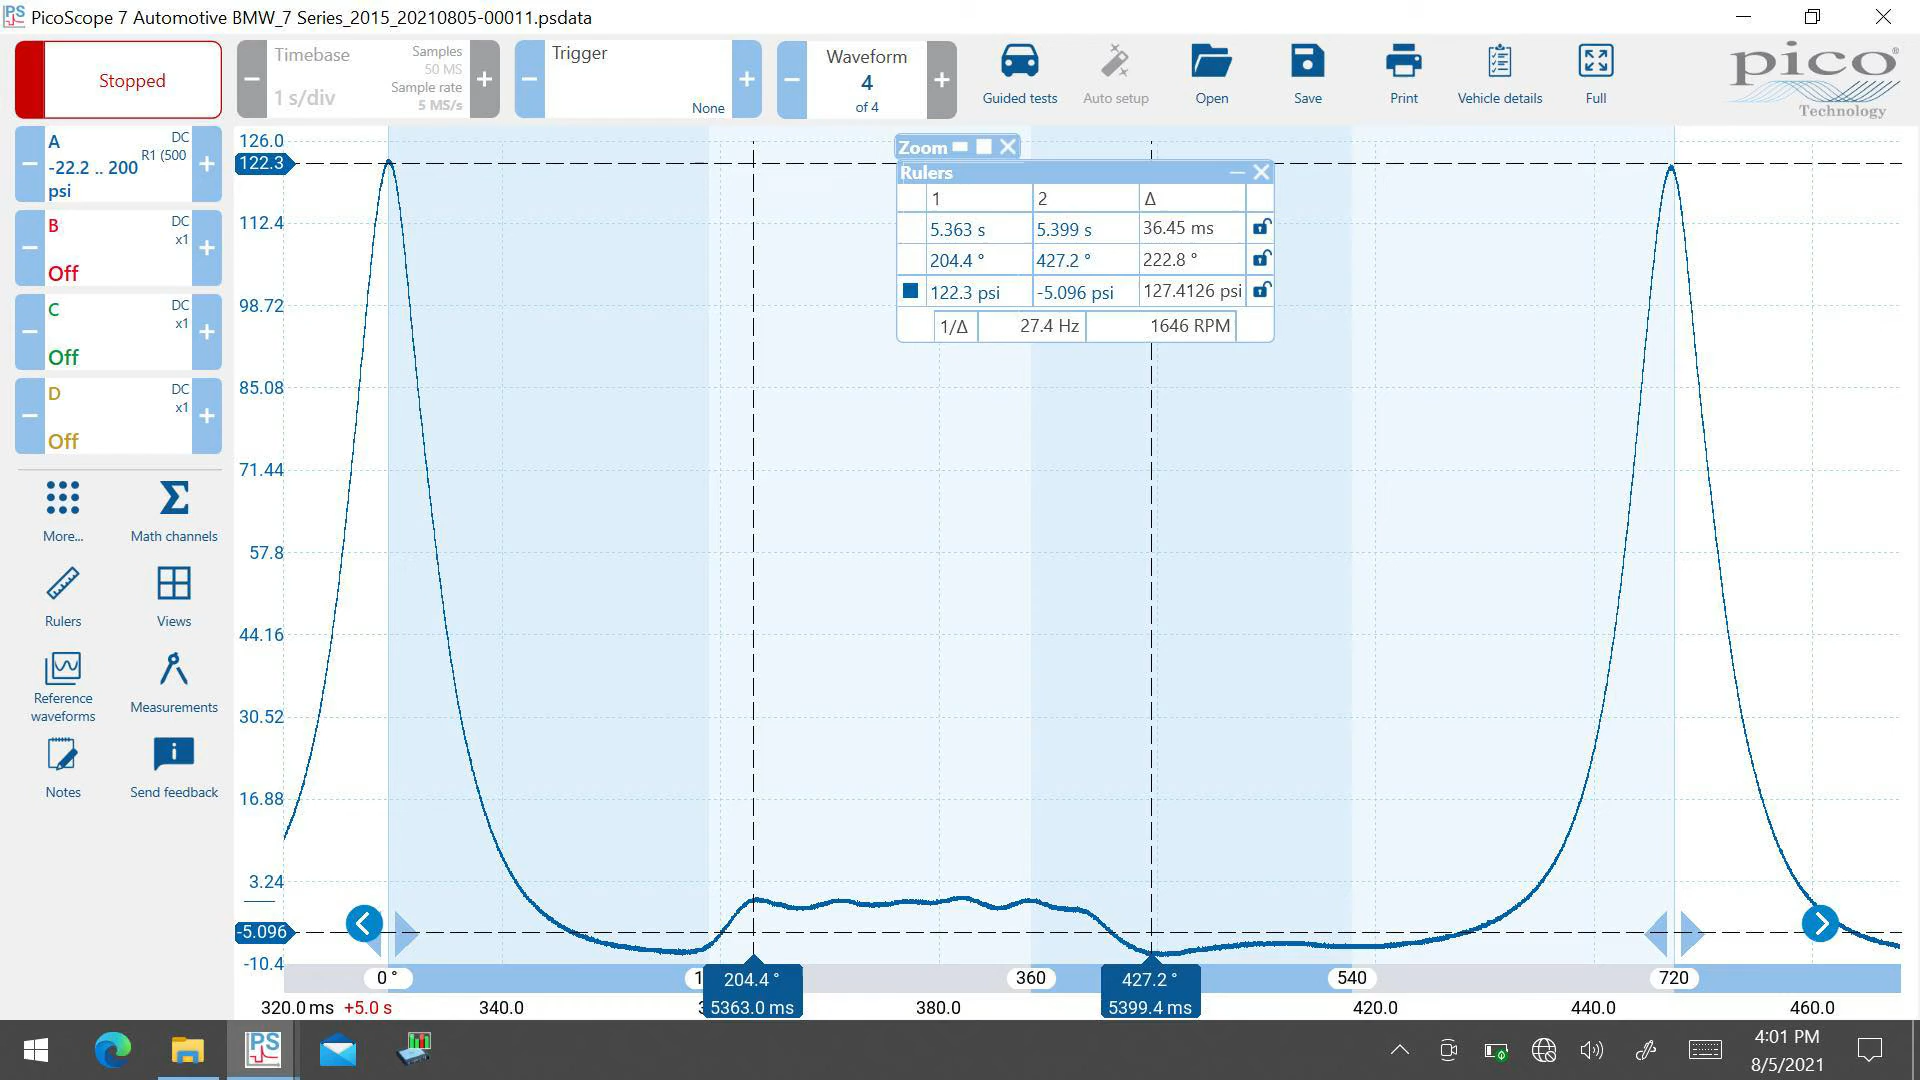 PS PicoScope 7 Automotive BMW_7 Series_2015_20210805-00011.psdata
Stopped
Timebase
1 s/div
Samples
50 MS
Sample rate
5 MS/s
Trigger
None
Waveform
4
of 4
Guided tests
Auto setup
Open
Save
Print
Vehicle details
Full
pico
Technology
A
DC
R1 (500
-22.2 .. 200
psi
B
DC
x1
Off
C
DC
x1
Off
D
DC
x1
Off
More...
Math channels
Rulers
Views
Reference
waveforms
Measurements
Notes
Send feedback
126.0
122.3
112.4
98.72
85.08
71.44
57.8
44.16
30.52
16.88
3.24
-5.096
-10.4
Zoom
Rulers
1 2 Δ
5.363 s 5.399 s 36.45 ms
204.4 ° 427.2 ° 222.8 °
122.3 psi -5.096 psi 127.4126 psi
1/Δ 27.4 Hz 1646 RPM
0 ° 204.4 ° 360 427.2 ° 540 720
320.0 ms +5.0 s 340.0 5363.0 ms 380.0 5399.4 ms 420.0 440.0 460.0
PS
4:01 PM
8/5/2021